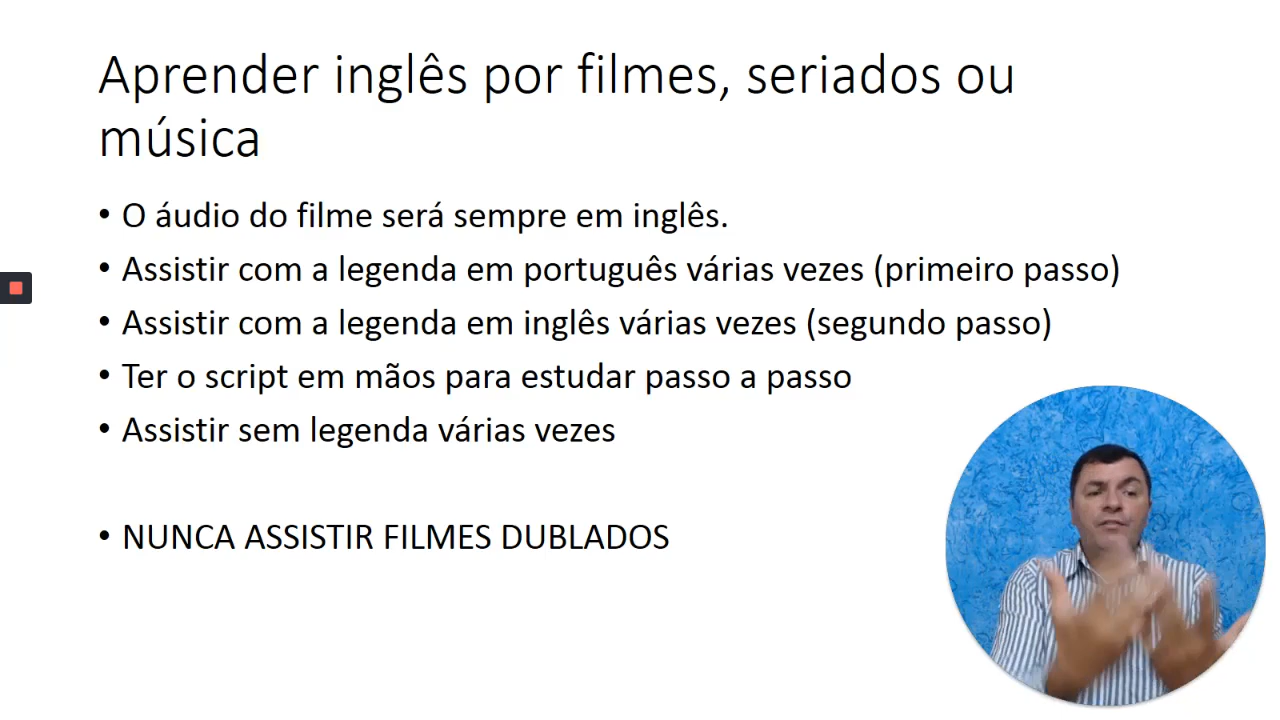 Aprender inglês por filmes, seriados ou
música
• O áudio do filme será sempre em inglês.
• Assistir com a legenda em português várias vezes (primeiro passo)
• Assistir com a legenda em inglês várias vezes (segundo passo)
• Ter o script em mãos para estudar passo a passo
• Assistir sem legenda várias vezes
• NUNCA ASSISTIR FILMES DUBLADOS